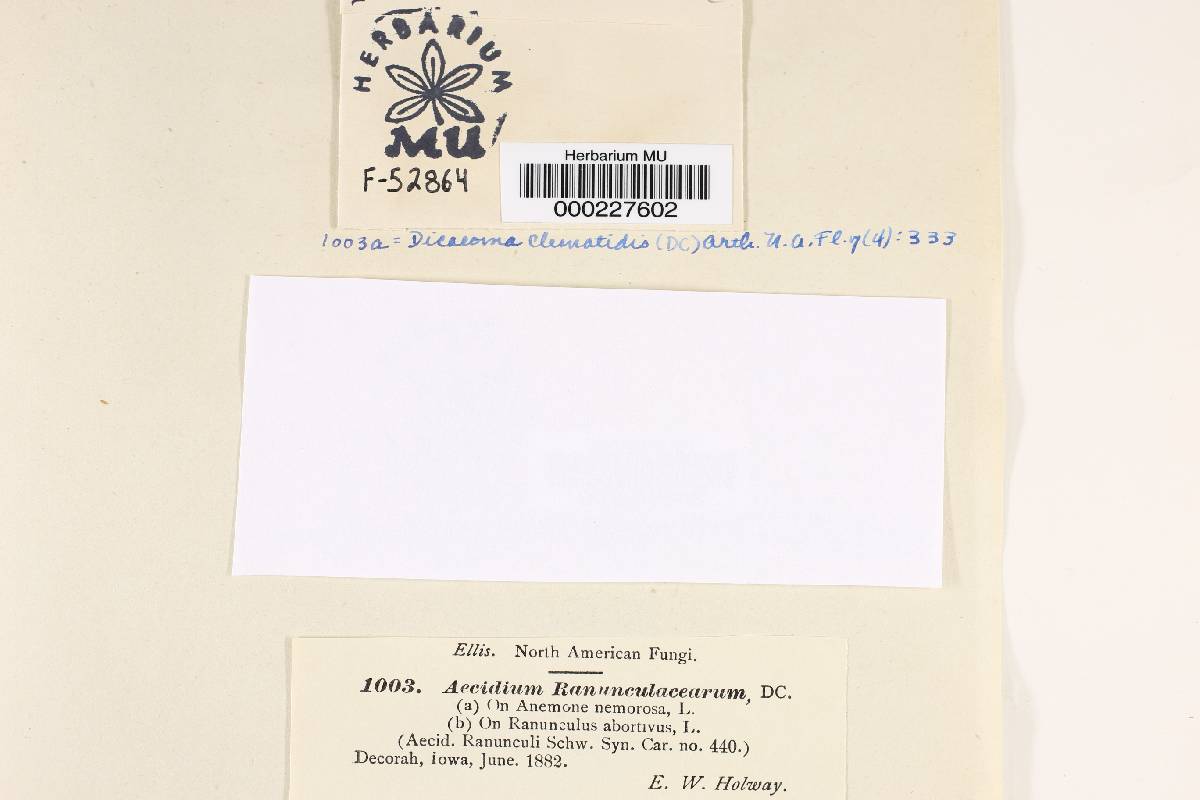 HERBARIUM
MU
F-52864
Herbarium MU
000227602
1003a = Dicaeoma clematidis (DC) Arth. N. A. Fl. 7(4): 333
Ellis. North American Fungi.
1003. Aecidium Ranunculacearum, DC.
(a) On Anemone nemorosa, L.
(b) On Ranunculus abortivus, L.
(Aecid. Ranunculi Schw. Syn. Car. no. 440.)
Decorah, Iowa, June. 1882.
E. W. Holway.